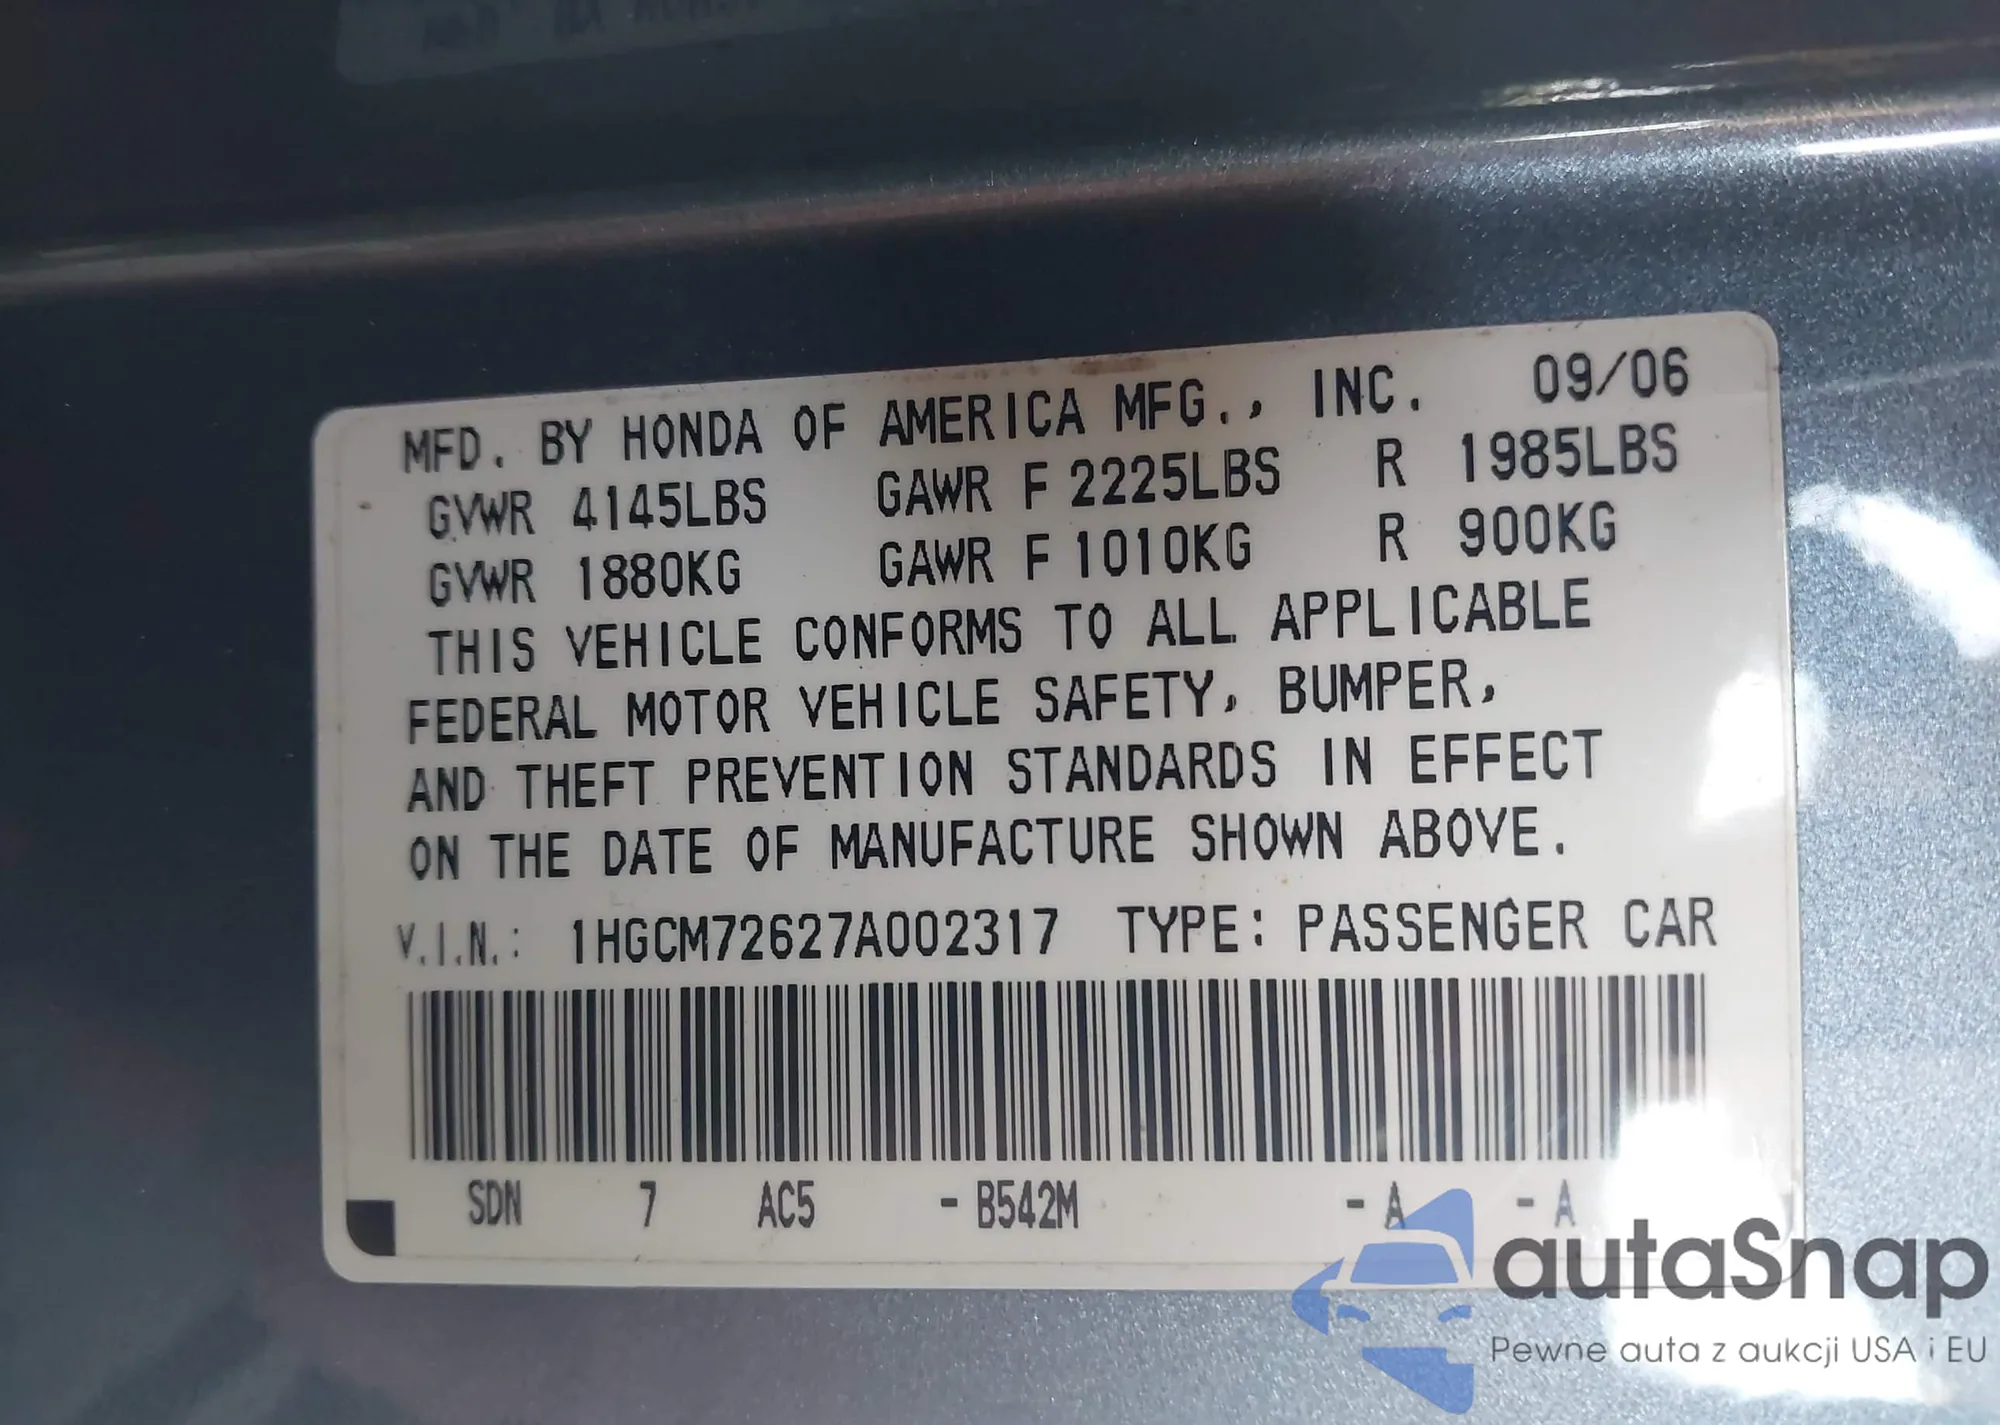 MFD. BY HONDA OF AMERICA MFG., INC. 09/06
GVWR 4145LBS GAWR F 2225LBS R 1985LBS
GVWR 1880KG GAWR F 1010KG R 900KG
THIS VEHICLE CONFORMS TO ALL APPLICABLE
FEDERAL MOTOR VEHICLE SAFETY, BUMPER,
AND THEFT PREVENTION STANDARDS IN EFFECT
ON THE DATE OF MANUFACTURE SHOWN ABOVE.
V.I.N.: 1HGCM72627A002317 TYPE: PASSENGER CAR
SDN 7 AC5 - B542M - A - A
autaSnap
Pewne auta z aukcji USA i EU